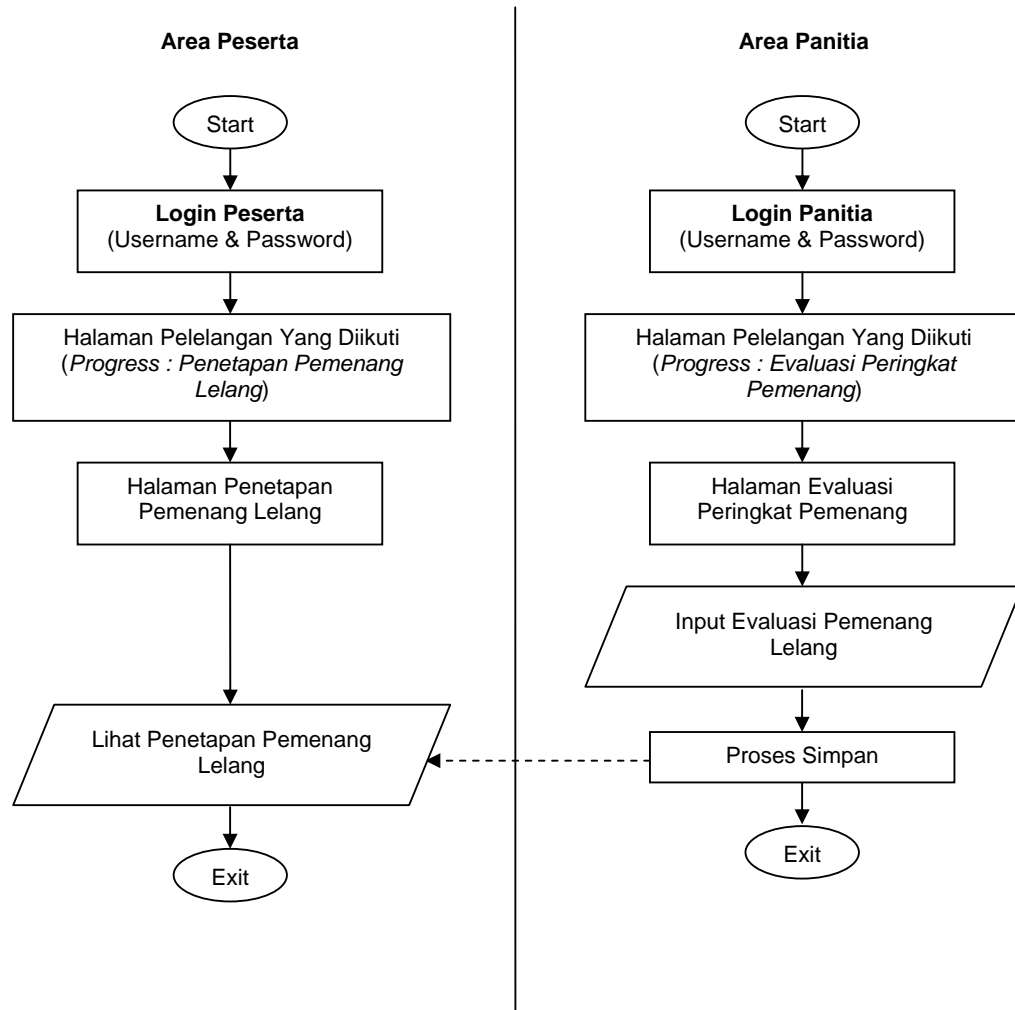 Area Peserta
Start
Login Peserta
(Username & Password)
Halaman Pelelangan Yang Diikuti
(Progress : Penetapan Pemenang
Lelang)
Halaman Penetapan
Pemenang Lelang
Lihat Penetapan Pemenang
Lelang
Exit
Area Panitia
Start
Login Panitia
(Username & Password)
Halaman Pelelangan Yang Diikuti
(Progress : Evaluasi Peringkat
Pemenang)
Halaman Evaluasi
Peringkat Pemenang
Input Evaluasi Pemenang
Lelang
Proses Simpan
Exit